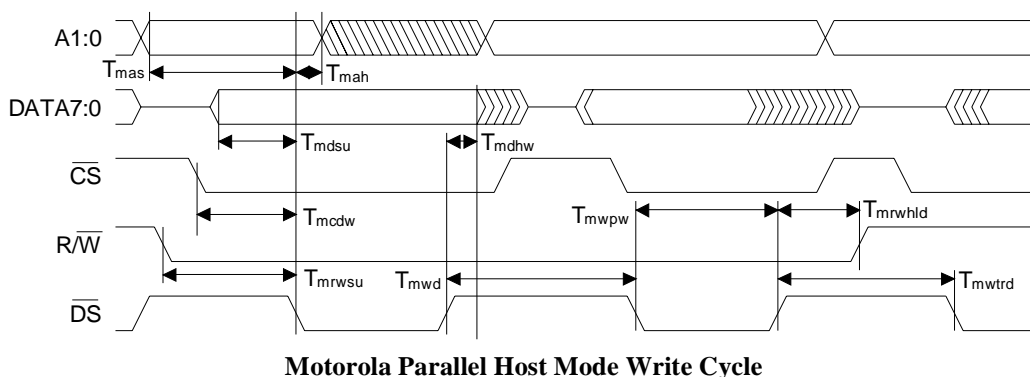 A1:0
Tmas
Tmah
DATA7:0
Tmdsu
Tmdhw
CS
Tmcdw
Tmwpw
Tmrwhld
R/W
Tmrwsu
Tmwd
Tmwtrd
DS
Motorola Parallel Host Mode Write Cycle